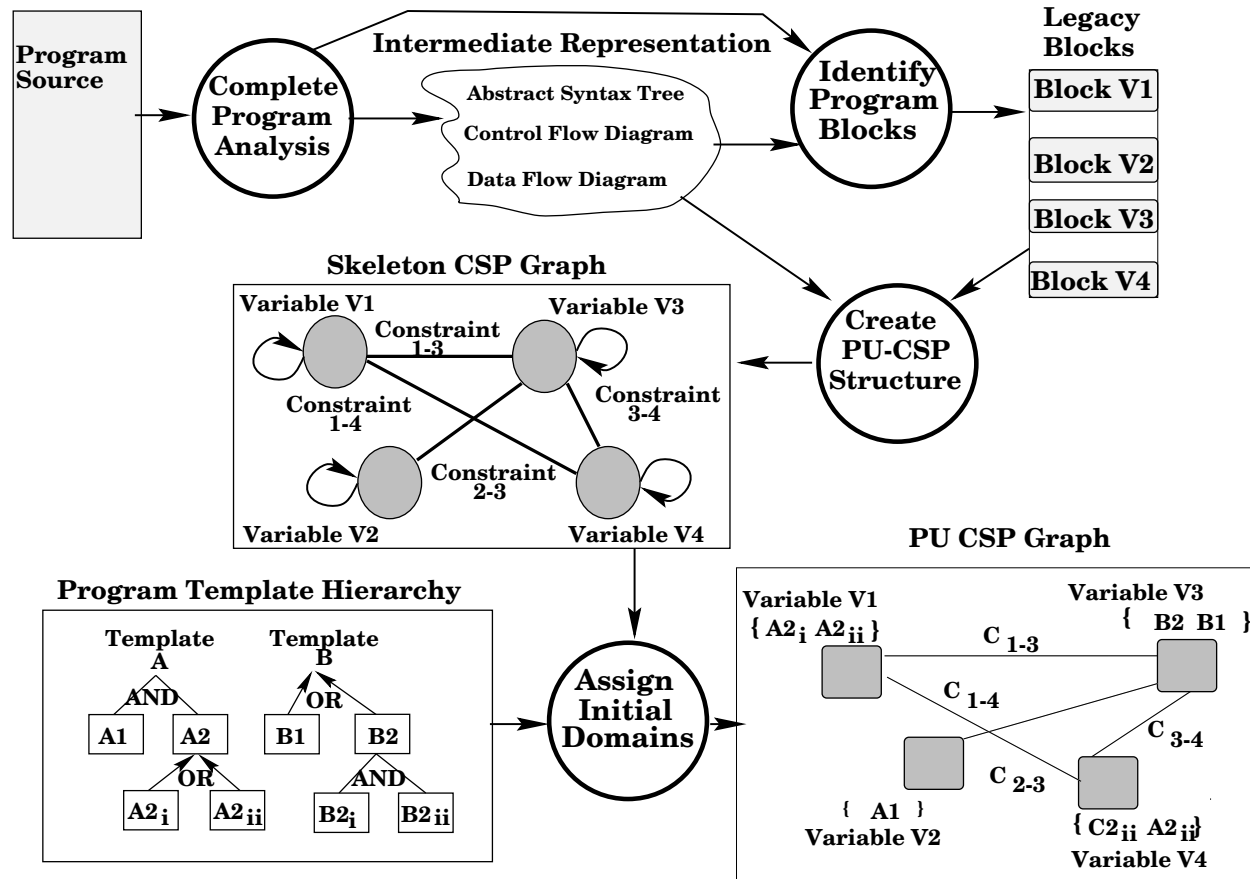 Program
Source
Complete
Program
Analysis
Intermediate Representation
Abstract Syntax Tree
Control Flow Diagram
Data Flow Diagram
Identify
Program
Blocks
Legacy
Blocks
Block V1
Block V2
Block V3
Block V4
Create
PU-CSP
Structure
Skeleton CSP Graph
Variable V1
Variable V3
Constraint
1-3
Constraint
1-4
Constraint
3-4
Constraint
2-3
Variable V2
Variable V4
Program Template Hierarchy
Template
A
AND
A1
A2
OR
A2i
A2ii
Template
B
OR
B1
B2
AND
B2i
B2ii
Assign
Initial
Domains
PU CSP Graph
Variable V1
{ A2i A2ii }
Variable V3
{ B2 B1 }
C 1-3
C 1-4
C 3-4
C 2-3
{ A1 }
Variable V2
{ C2ii A2ii }
Variable V4